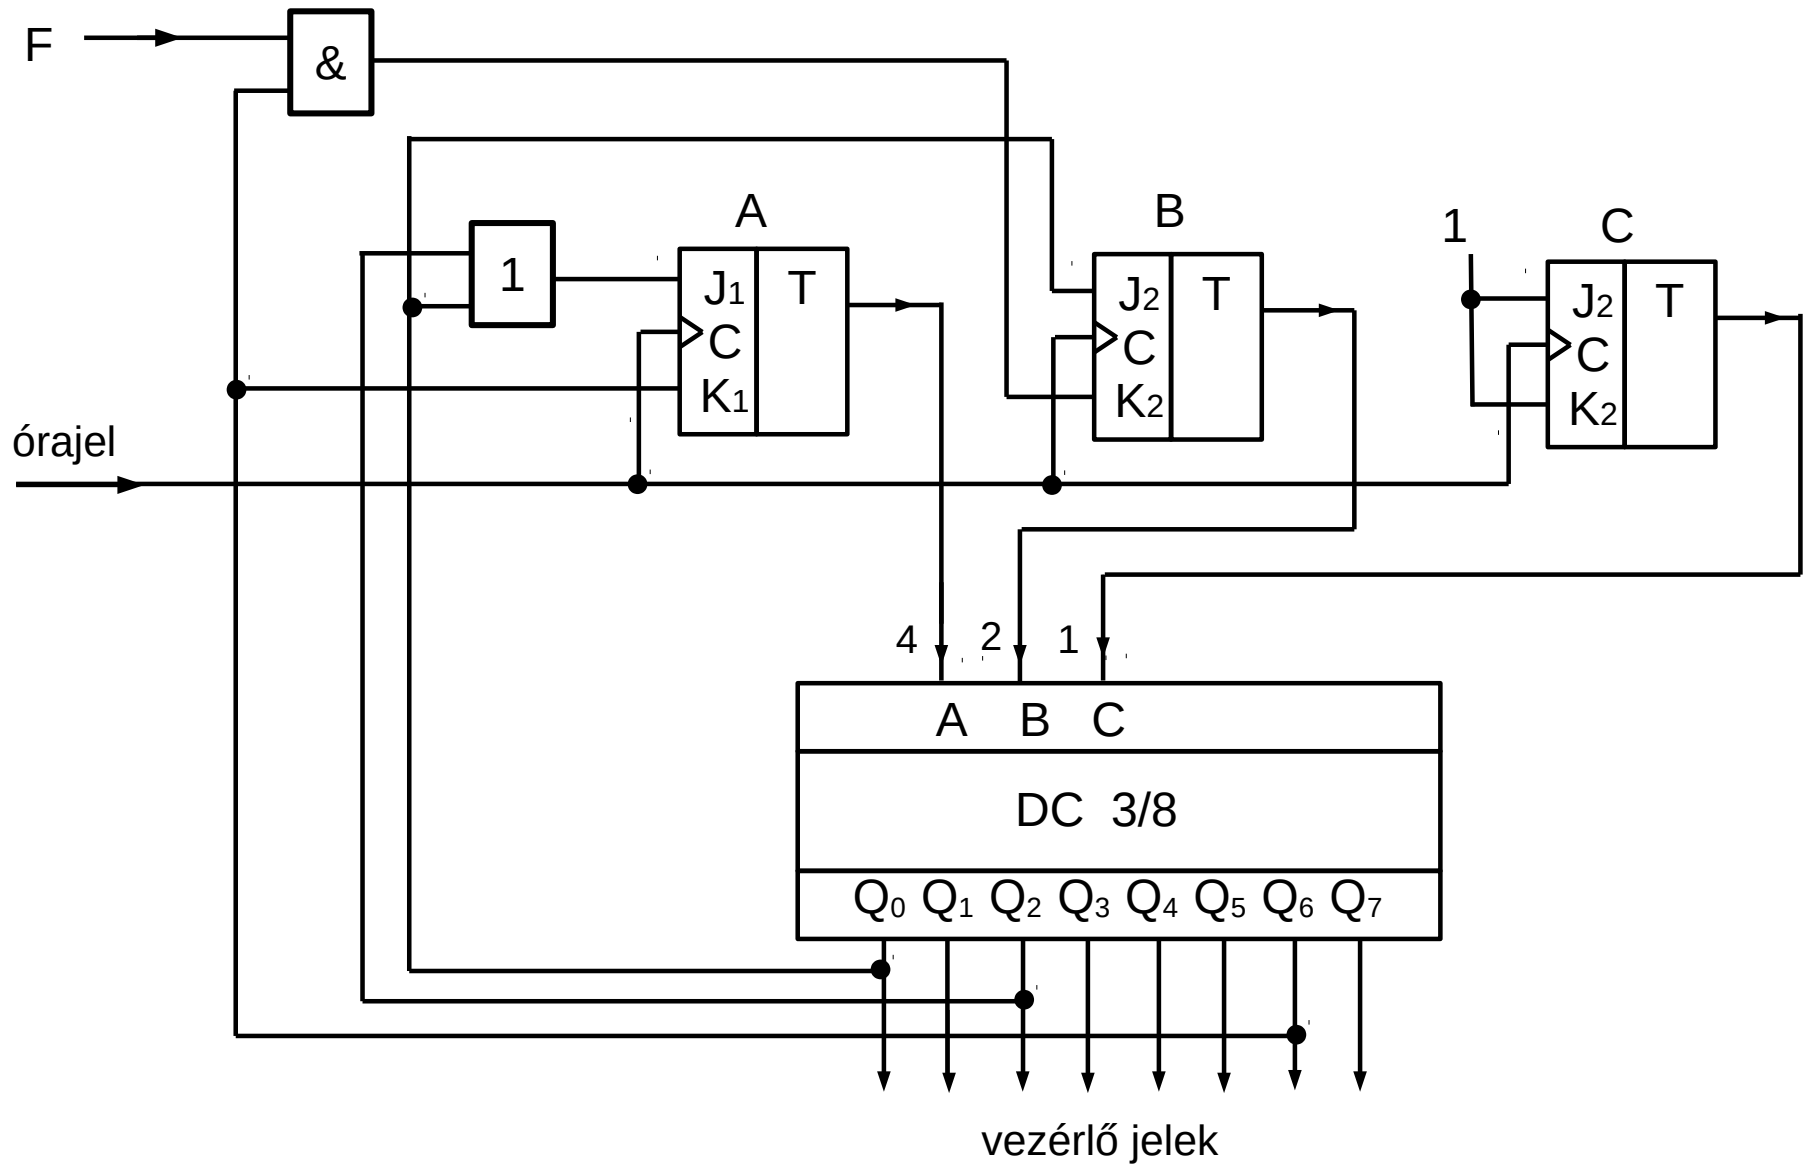 F
&
A
B
C
1
1
J1 T
C
K1
J2 T
C
K2
J2 T
C
K2
órajel
4 2 1
A B C
DC 3/8
Q0 Q1 Q2 Q3 Q4 Q5 Q6 Q7
vezérlő jelek